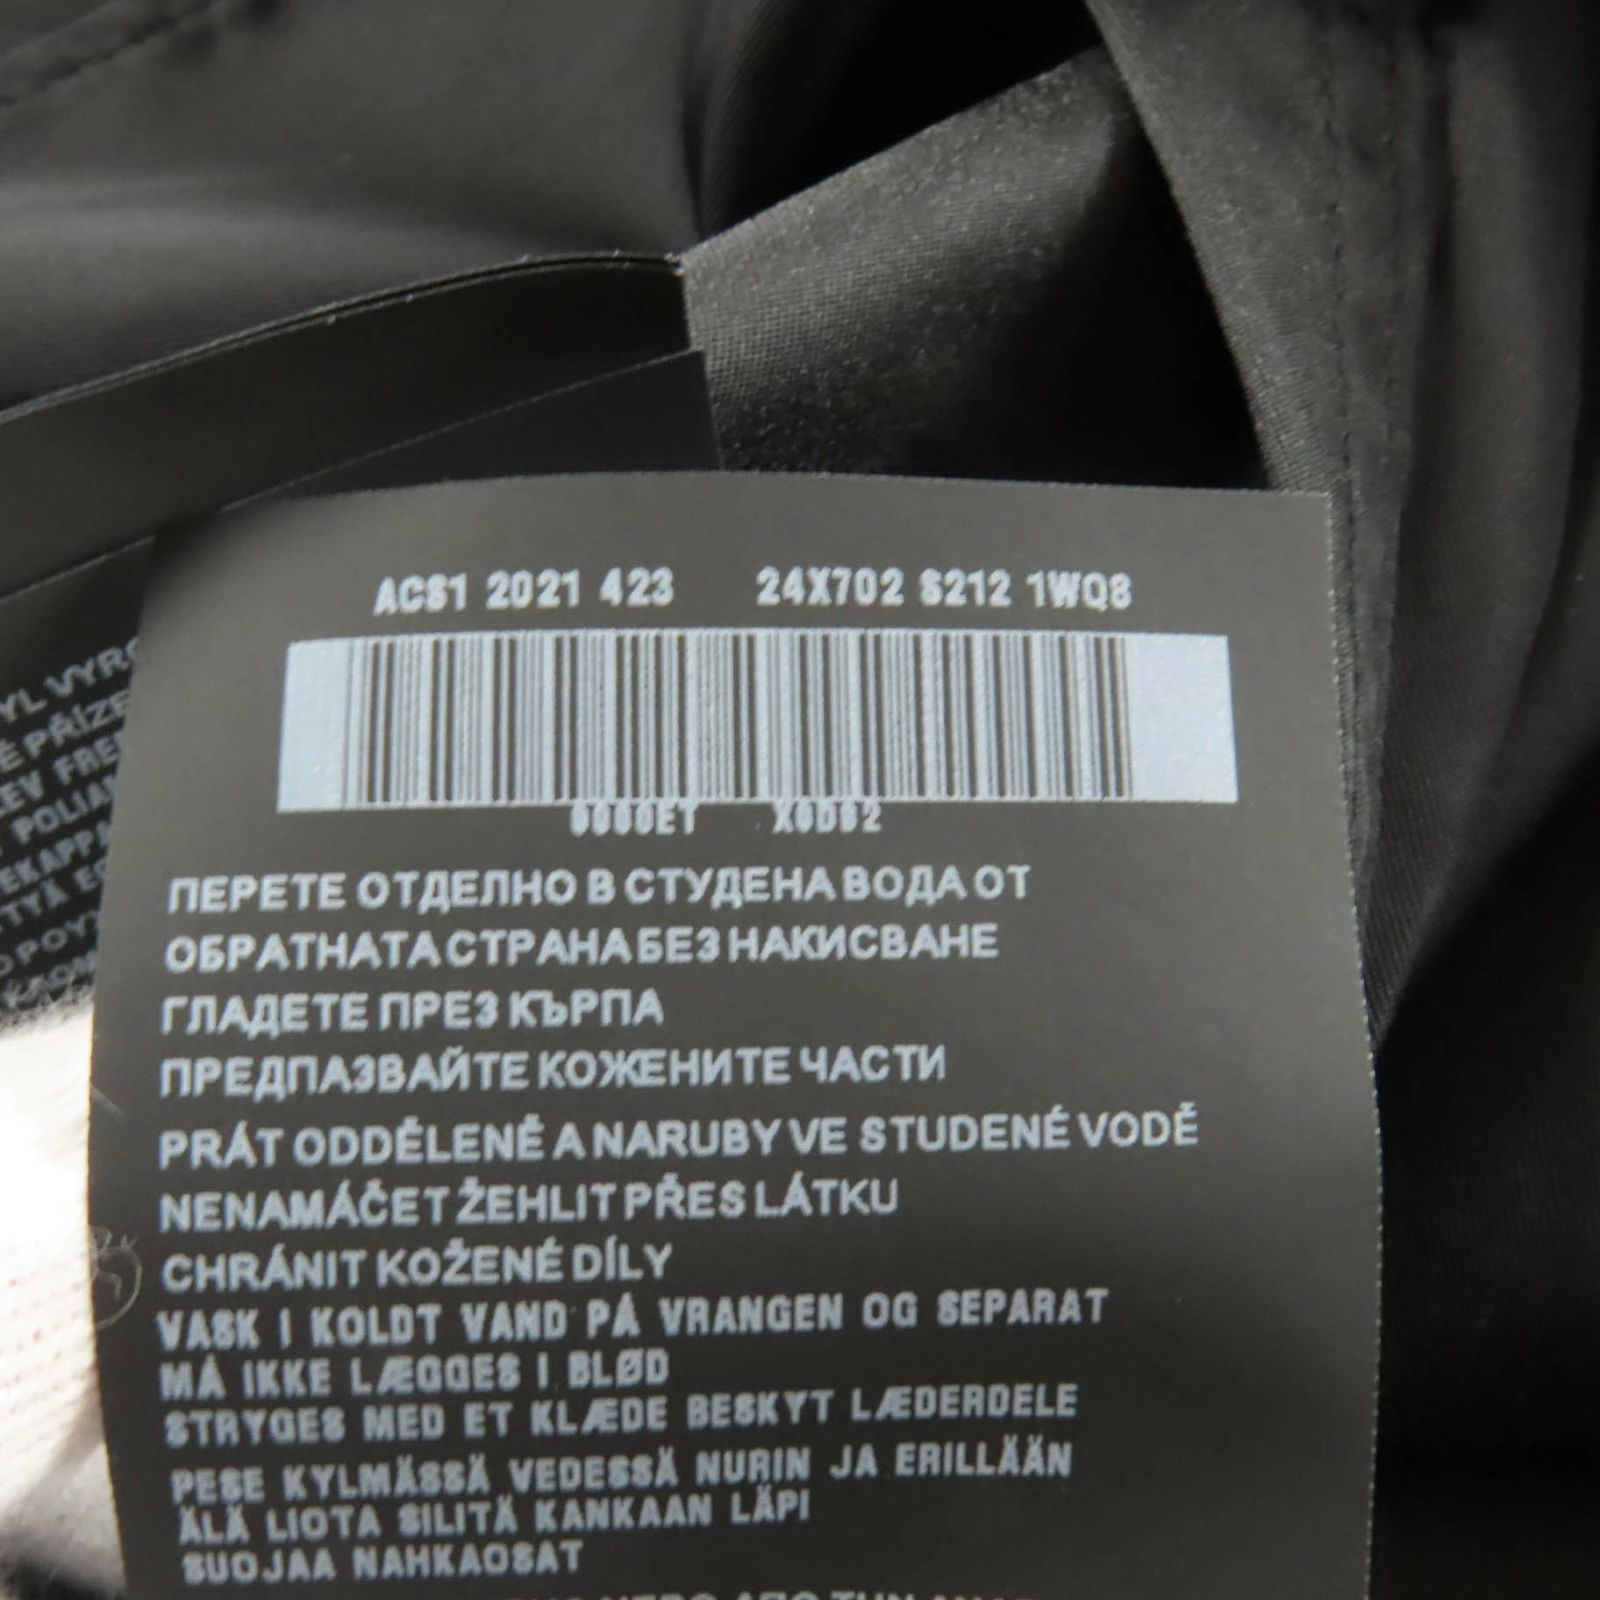 ACS1 2021 423 24X702 S212 1WQ8
ПЕРЕТЕ ОТДЕЛНО В СТУДЕНА ВОДА ОТ
ОБРАТНАТА СТРАНА БЕЗ НАКИСВАНЕ
ГЛАДЕТЕ ПРЕЗ КЪРПА
ПРЕДПАЗВАЙТЕ КОЖЕНИТЕ ЧАСТИ
PRÁT ODDĚLENĚ A NARUBY VE STUDENÉ VODĚ
NENAMÁČET ŽEHLIT PŘES LÁTKU
CHRÁNIT KOŽENÉ DÍLY
VASK I KOLDT VAND PÅ VRANGEN OG SEPARAT
MÅ IKKE LÆGGES I BLØD
STRYGES MED ET KLÆDE BESKYT LÆDERDELE
PESE KYLMÄSSÄ VEDESSÄ NURIN JA ERILLÄÄN
ÄLÄ LIOTA SILITÄ KANKAAN LÄPI
SUOJAA NAHKAOSAT